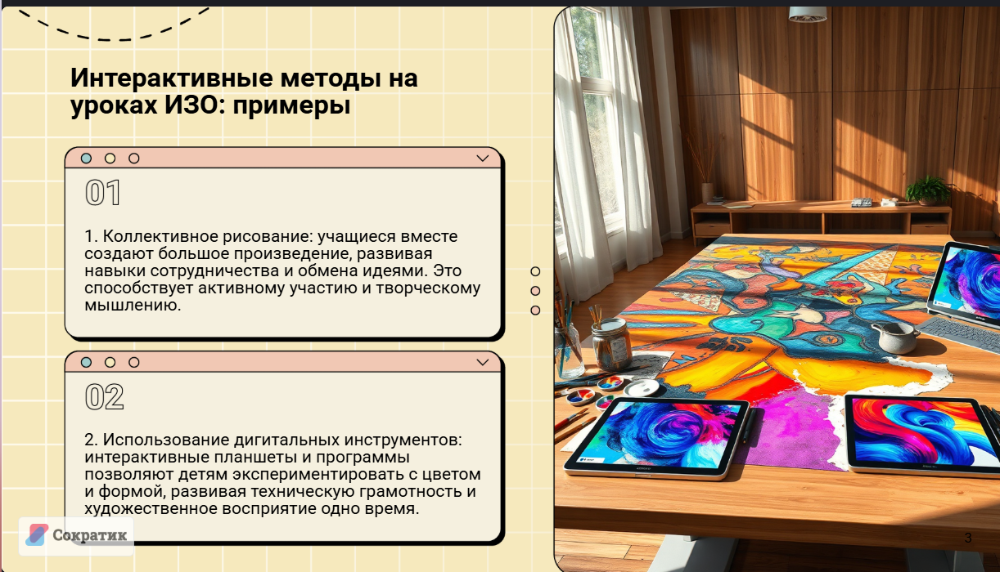 Интерактивные методы на
уроках ИЗО: примеры
01
1. Коллективное рисование: учащиеся вместе
создают большое произведение, развивая
навыки сотрудничества и обмена идеями. Это
способствует активному участию и творческому
мышлению.
02
2. Использование дигитальных инструментов:
интерактивные планшеты и программы
позволяют детям экспериментировать с цветом
и формой, развивая техническую грамотность и
художественное восприятие одно время.
Сократик
3